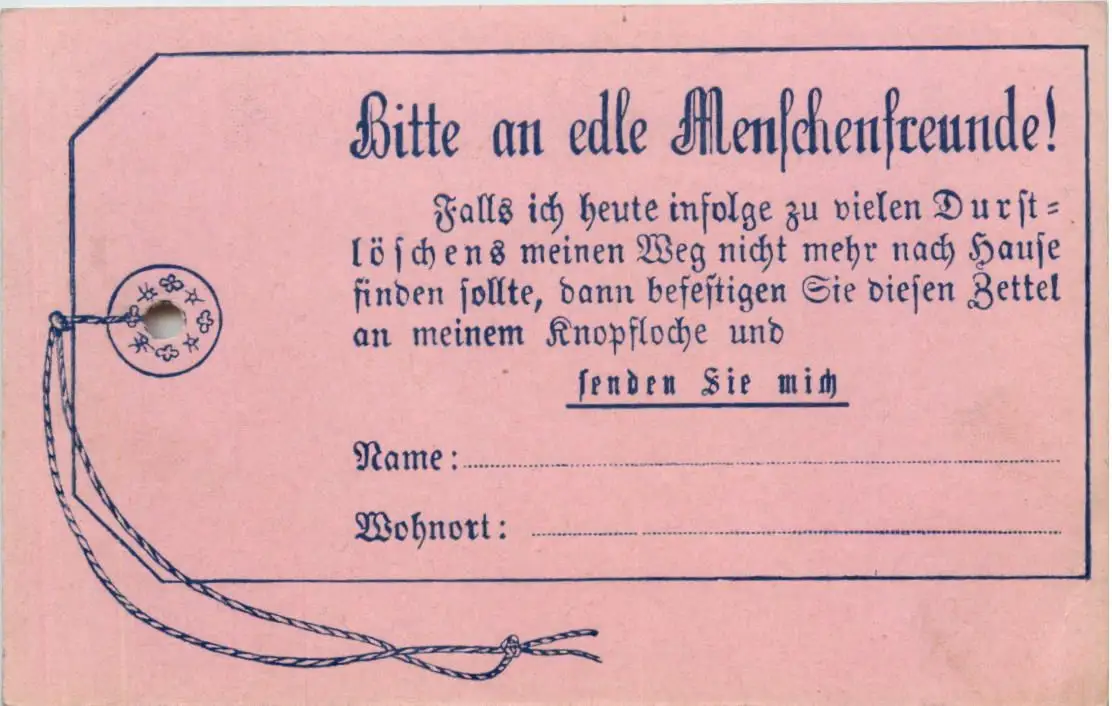 Bitte an edle Menschenfreunde!
Falls ich heute infolge zu vielen Durst=
löschens meinen Weg nicht mehr nach Hause
finden sollte, dann befestigen Sie diesen Zettel
an meinem Knopfloche und
senden Sie mich
Name:
Wohnort: